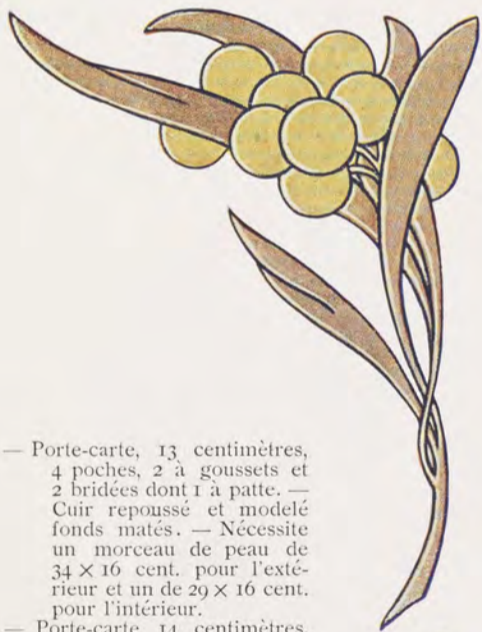 — Porte-carte, 13 centimètres,
4 poches, 2 à goussets et
2 bridées dont 1 à patte. —
Cuir repoussé et modelé
fonds matés. — Nécessite
un morceau de peau de
34 × 16 cent. pour l'exté-
rieur et un de 29 × 16 cent.
pour l'intérieur.
— Porte-carte, 14 centimètres,